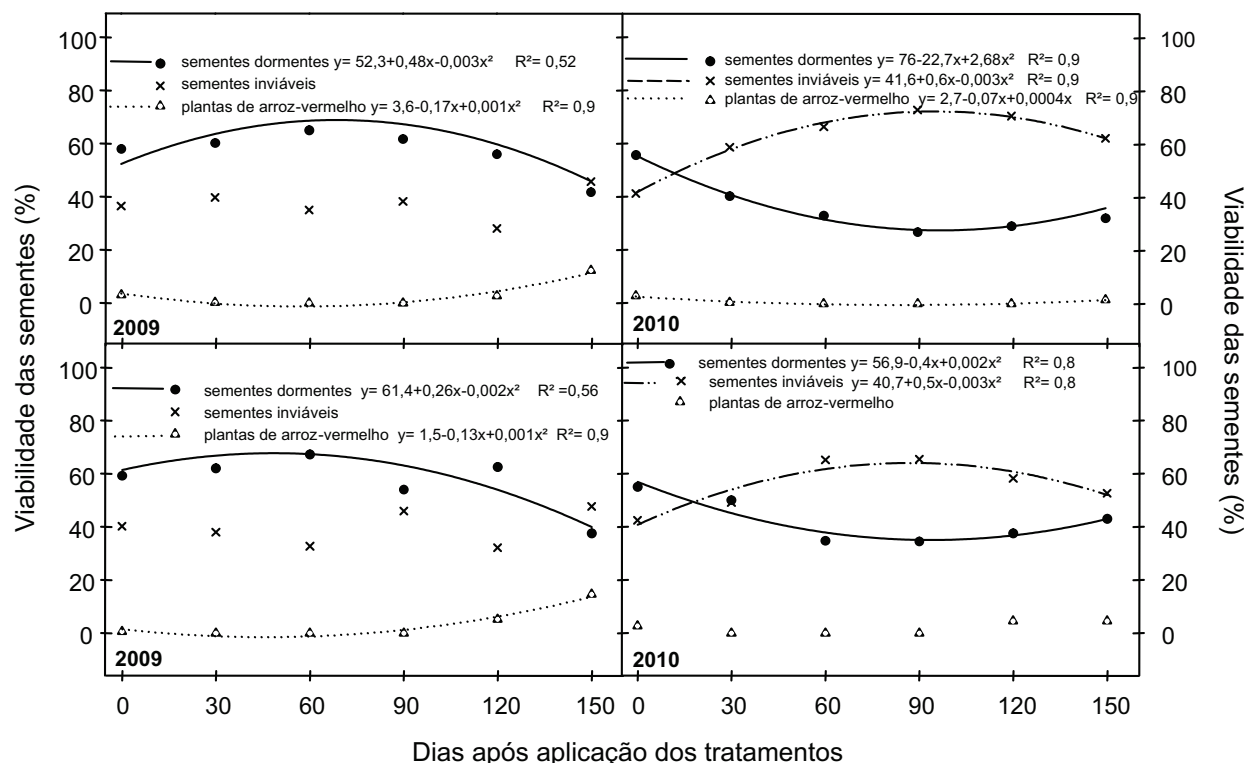 Viabilidade das sementes (%)
100
80
60
40
20
0
sementes dormentes y= 52,3+0,48x-0,003x² R²= 0,52
sementes inviáveis
plantas de arroz-vermelho y= 3,6-0,17x+0,001x² R²= 0,9
2009
sementes dormentes y= 76-22,7x+2,68x² R²= 0,9
sementes inviáveis y= 41,6+0,6x-0,003x² R²= 0,9
plantas de arroz-vermelho y= 2,7-0,07x+0,0004x R²= 0,9
2010
100
80
60
40
20
0
Viabilidade das sementes (%)
100
80
60
40
20
0
sementes dormentes y= 61,4+0,26x-0,002x² R² =0,56
sementes inviáveis
plantas de arroz-vermelho y= 1,5-0,13x+0,001x² R²= 0,9
2009
sementes dormentes y= 56,9-0,4x+0,002x² R²= 0,8
sementes inviáveis y= 40,7+0,5x-0,003x² R²= 0,8
plantas de arroz-vermelho
2010
100
80
60
40
20
0
0 30 60 90 120 150
0 30 60 90 120 150
Dias após aplicação dos tratamentos